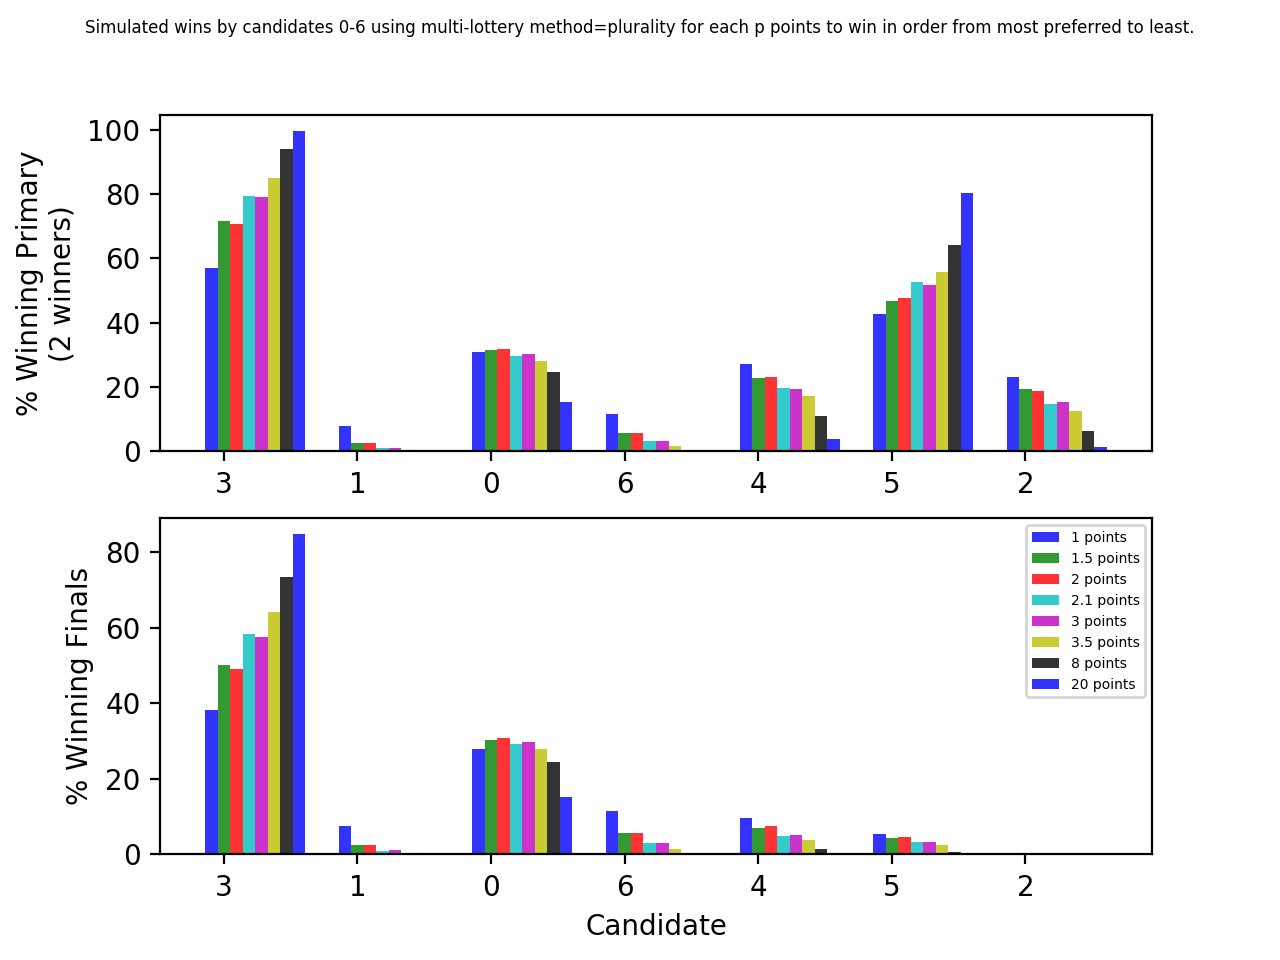 Simulated wins by candidates 0-6 using multi-lottery method=plurality for each p points to win in order from most preferred to least.
% Winning Primary
(2 winners)
100
80
60
40
20
0
3 1 0 6 4 5 2
% Winning Finals
80
60
40
20
0
1 points
1.5 points
2 points
2.1 points
3 points
3.5 points
8 points
20 points
3 1 0 6 4 5 2
Candidate